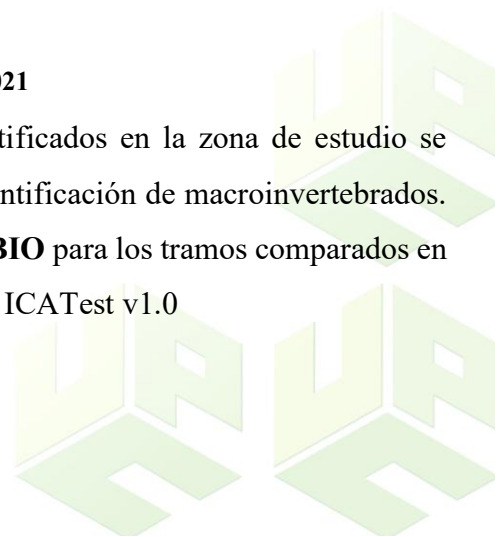 021
tificados en la zona de estudio se
ntificación de macroinvertebrados.
BIO para los tramos comparados en
ICATest v1.0